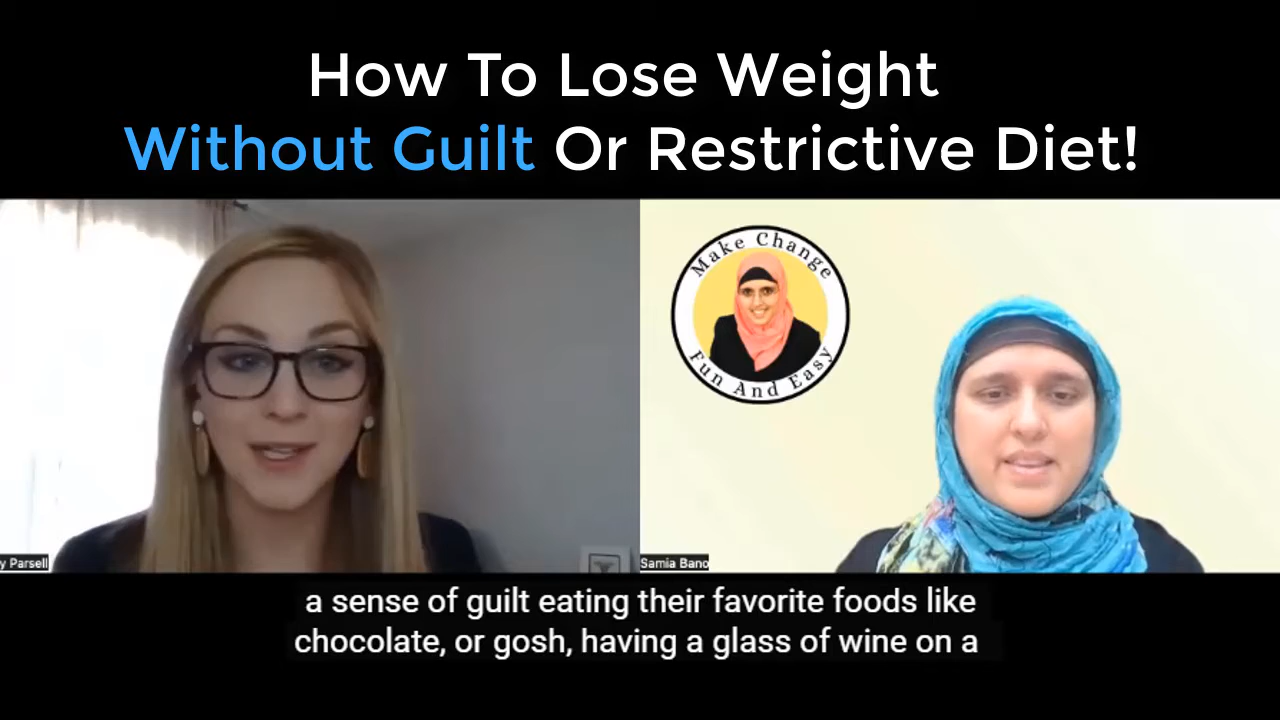 How To Lose Weight
Without Guilt Or Restrictive Diet!
Make Change
Fun And Easy
y Parsell
Samia Bano
a sense of guilt eating their favorite foods like
chocolate, or gosh, having a glass of wine on a